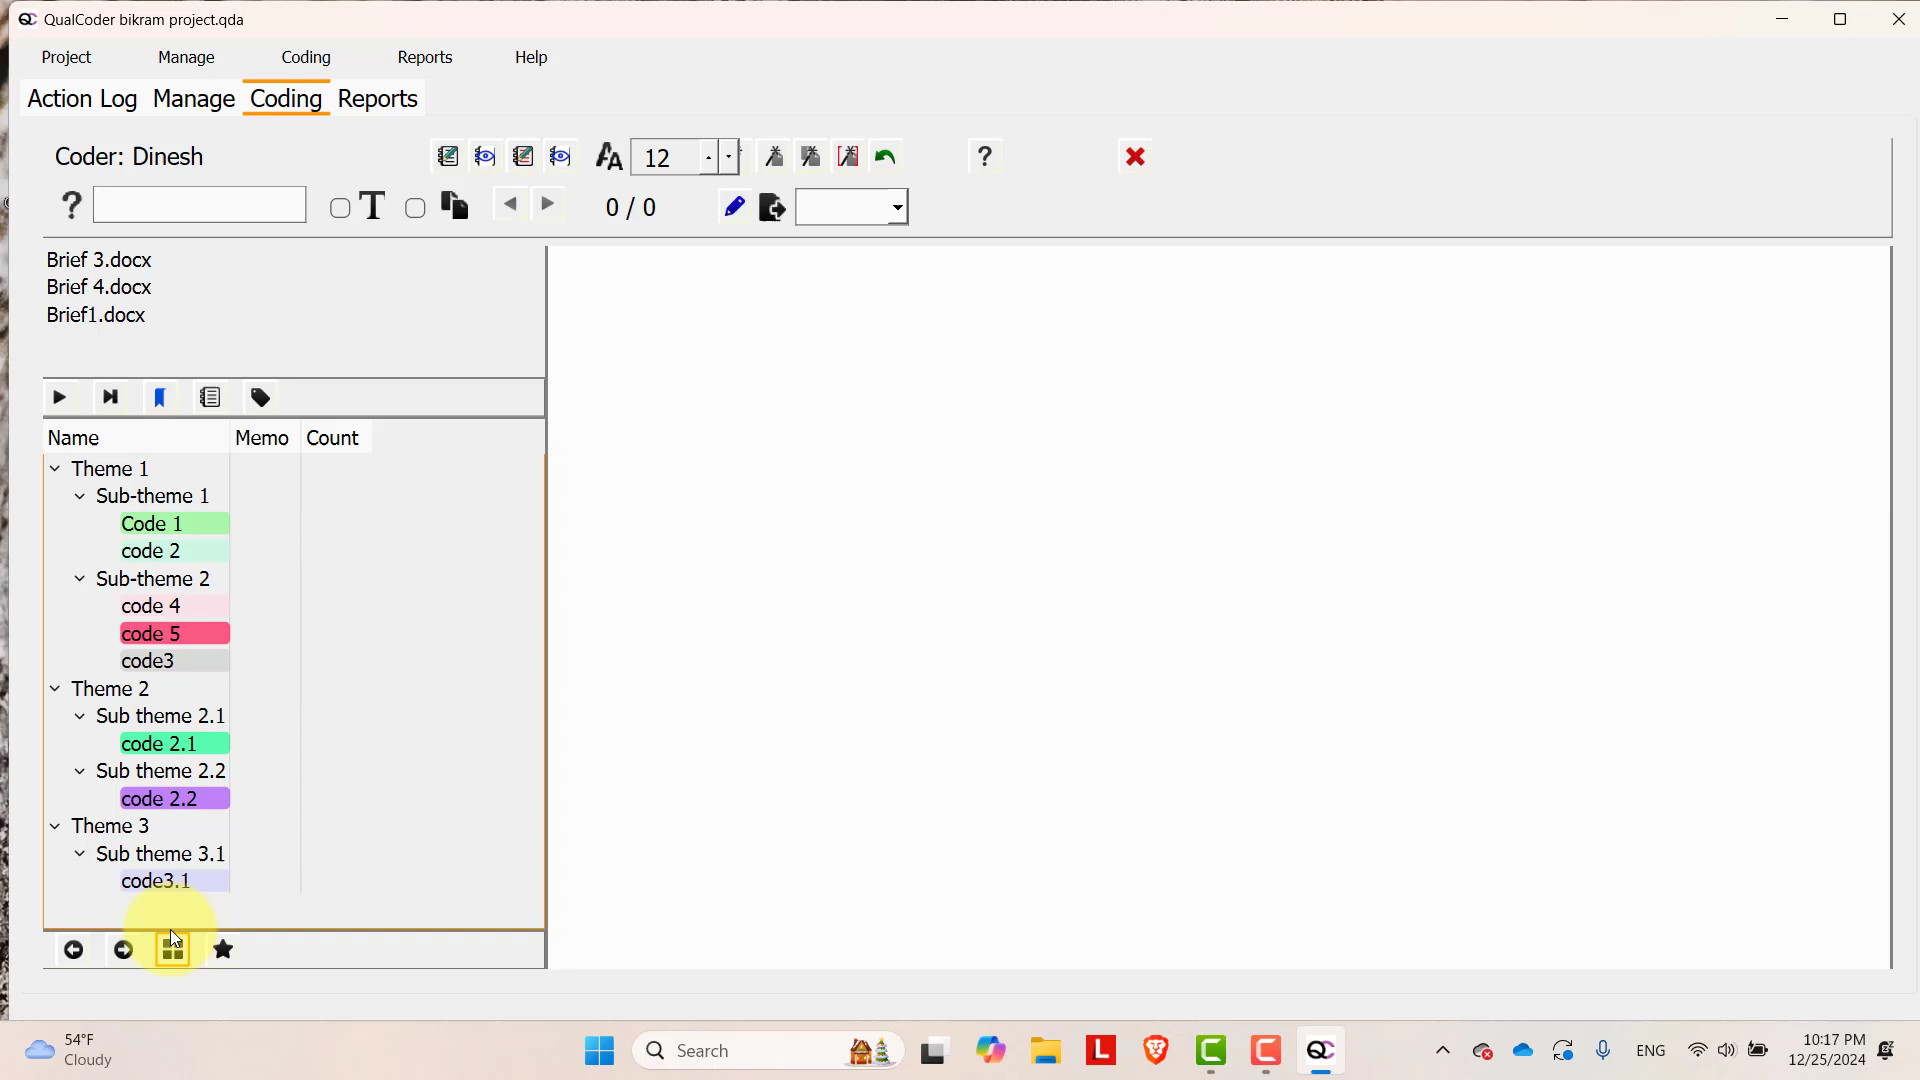 QualCoder bikram project.qda
Project Manage Coding Reports Help
Action Log Manage Coding Reports
Coder: Dinesh 12 ?
? T 0 / 0
Brief 3.docx
Brief 4.docx
Brief1.docx
Name Memo Count
Theme 1
Sub-theme 1
Code 1
code 2
Sub-theme 2
code 4
code 5
code3
Theme 2
Sub theme 2.1
code 2.1
Sub theme 2.2
code 2.2
Theme 3
Sub theme 3.1
code3.1
54°F
Cloudy
Search
ENG
10:17 PM
12/25/2024